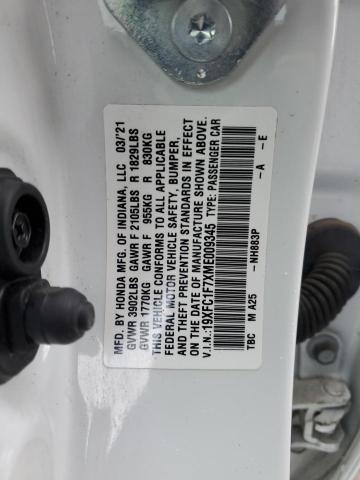 MFD. BY HONDA MFG. OF INDIANA, LLC 03/'21
GVWR 3902LBS GAWR F 2105LBS R 1829LBS
GVWR 1770KG GAWR F 955KG R 830KG
THIS VEHICLE CONFORMS TO ALL APPLICABLE
FEDERAL MOTOR VEHICLE SAFETY, BUMPER,
AND THEFT PREVENTION STANDARDS IN EFFECT
ON THE DATE OF MANUFACTURE SHOWN ABOVE.
V.I.N.:19XFC1F7XME009345 TYPE: PASSENGER CAR
-NH883P -A -E
TBC M A25